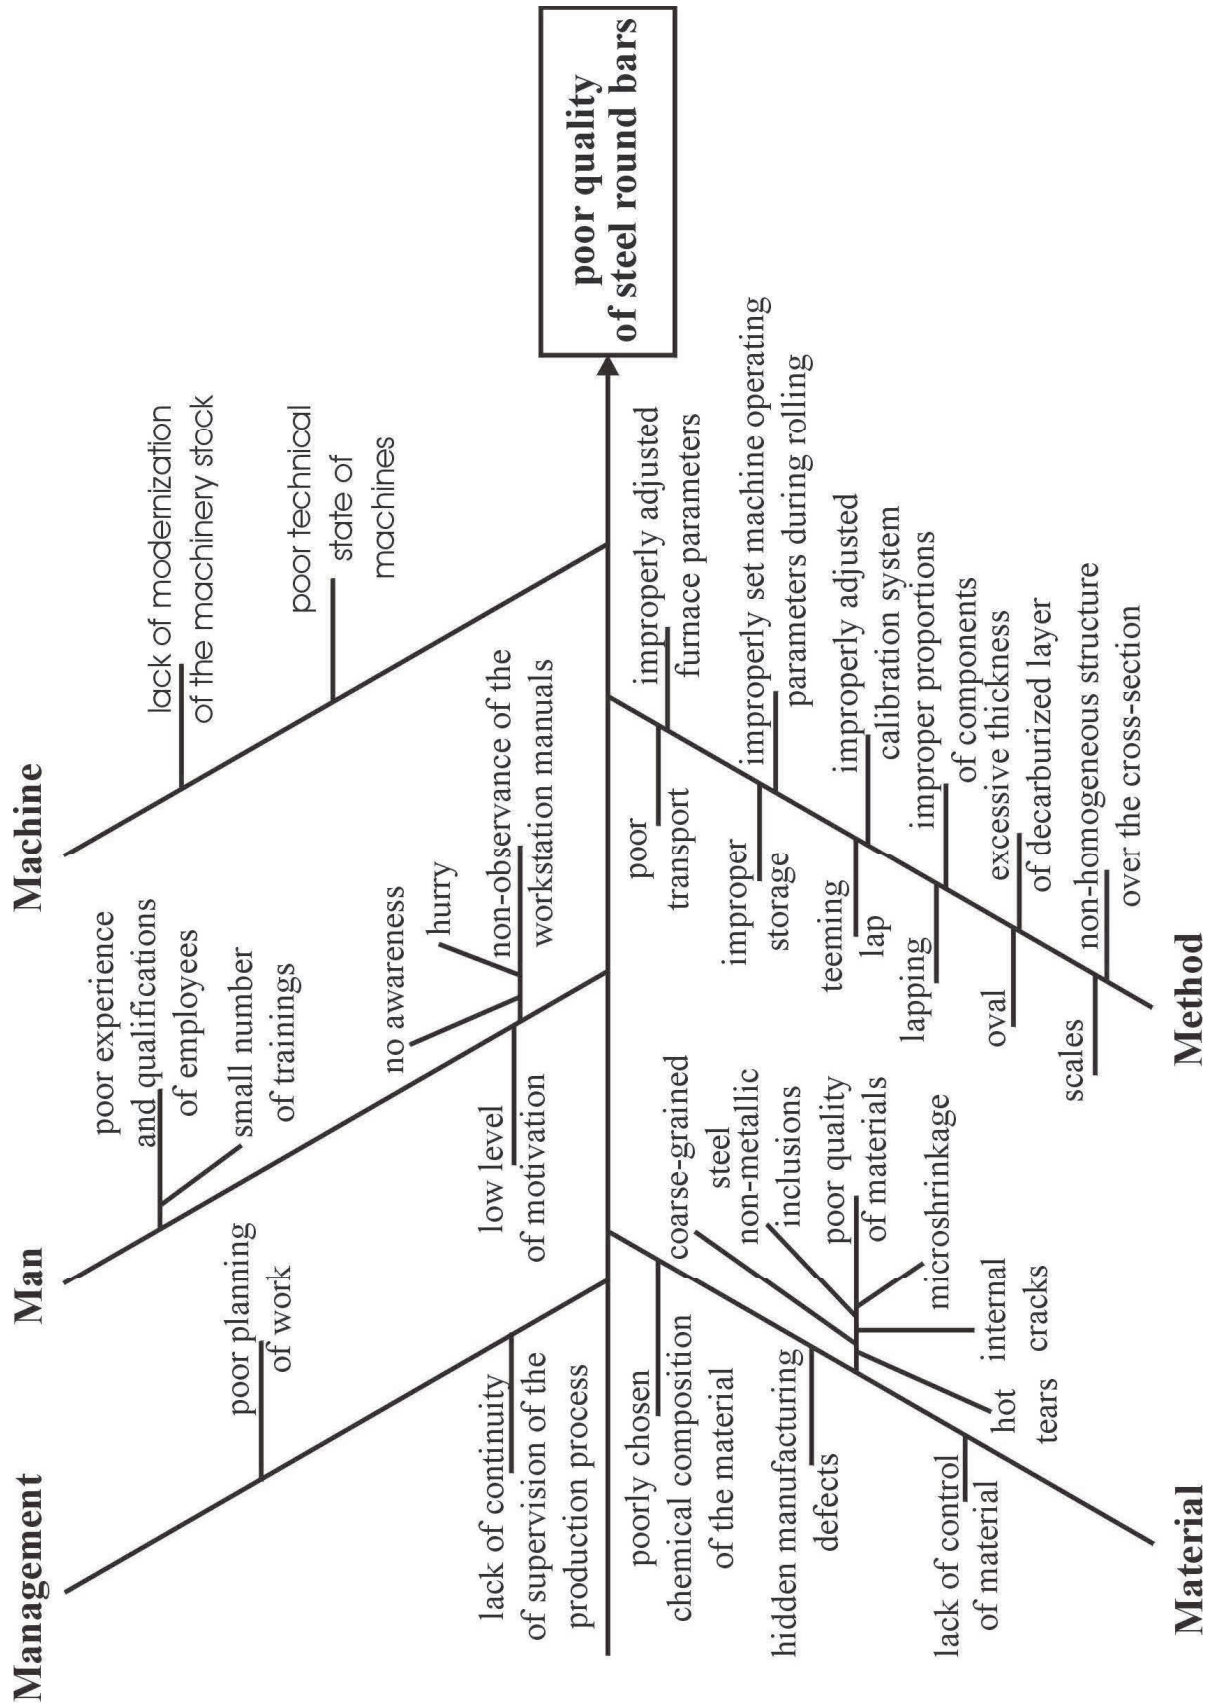 Management
Man
Machine
poor planning
of work
lack of continuity
of supervision of the
production process
poor experience
and qualifications
of employees
small number
of trainings
no awareness
hurry
non-observance of the
workstation manuals
low level
of motivation
lack of modernization
of the machinery stock
poor technical
state of
machines
poor quality
of steel round bars
poorly chosen
chemical composition
of the material
hidden manufacturing
defects
lack of control
of material
coarse-grained
steel
non-metallic
inclusions
poor quality
of materials
microshrinkage
internal
cracks
hot
tears
poor
transport
improper
storage
teeming
lap
lapping
oval
scales
improperly adjusted
furnace parameters
improperly set machine operating
parameters during rolling
improperly adjusted
calibration system
improper proportions
of components
excessive thickness
of decarburized layer
non-homogeneous structure
over the cross-section
Material
Method